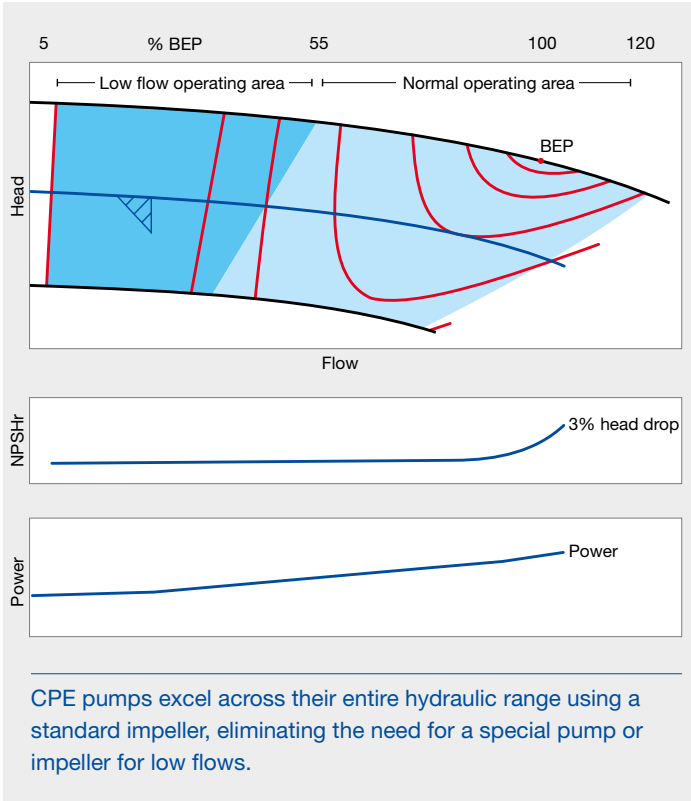 5 % BEP 55 100 120
Low flow operating area Normal operating area
BEP
Head
Flow
NPSHr
3% head drop
Power
Power
CPE pumps excel across their entire hydraulic range using a
standard impeller, eliminating the need for a special pump or
impeller for low flows.